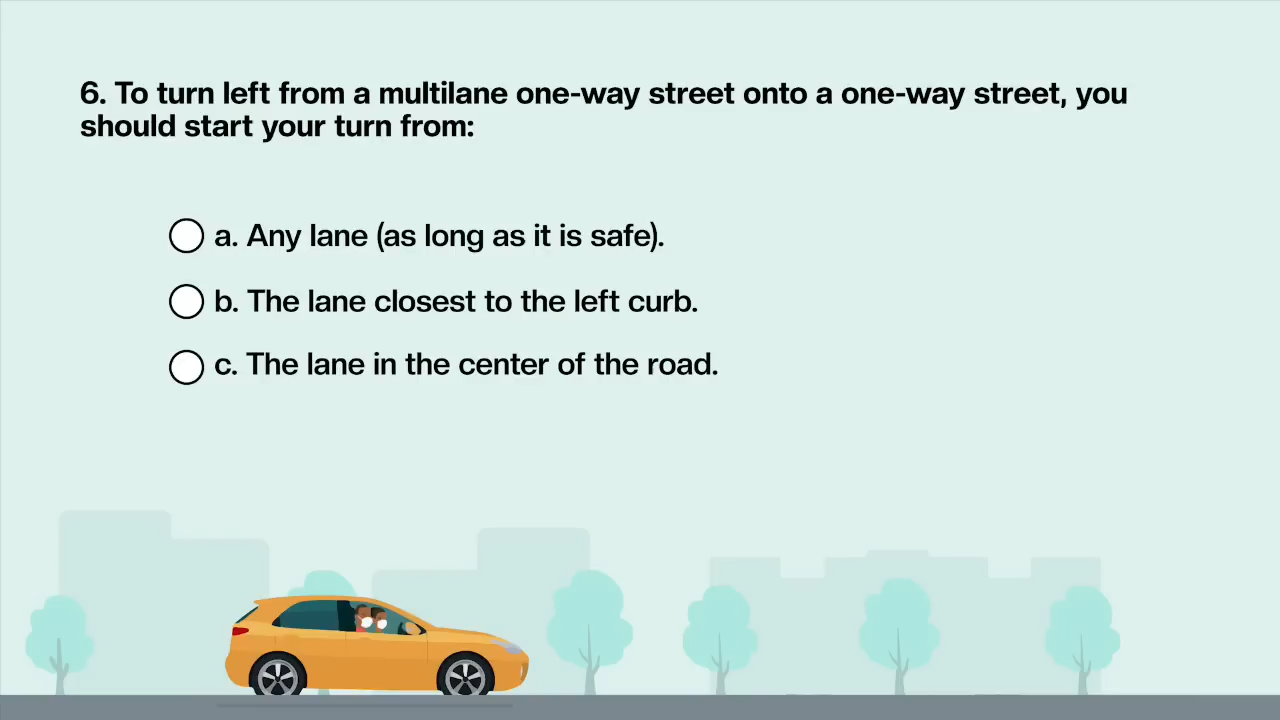 6. To turn left from a multilane one-way street onto a one-way street, you
should start your turn from:
a. Any lane (as long as it is safe).
b. The lane closest to the left curb.
c. The lane in the center of the road.